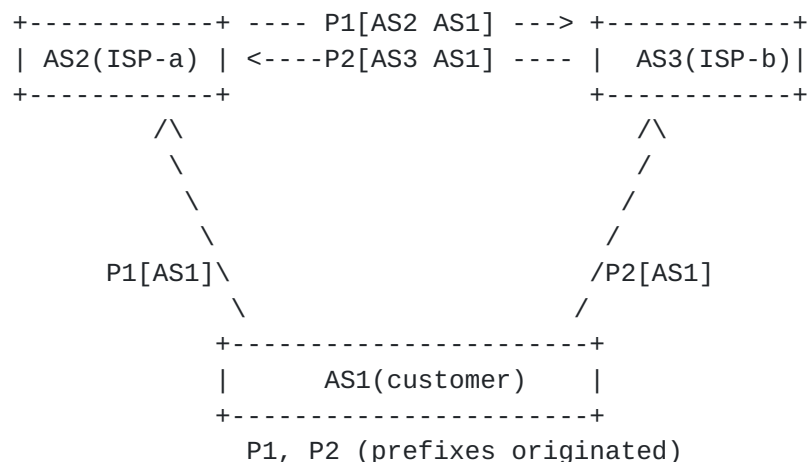 +------------+ ---- P1[AS2 AS1] ---> +------------+
| AS2(ISP-a) | <----P2[AS3 AS1] ---- |  AS3(ISP-b)|
+------------+                       +------------+
         /\                             /\
          \                             /
           \                           /
            \                         /
      P1[AS1]\                       /P2[AS1]
              \                     /
             +-----------------------+
             |      AS1(customer)    |
             +-----------------------+
               P1, P2 (prefixes originated)